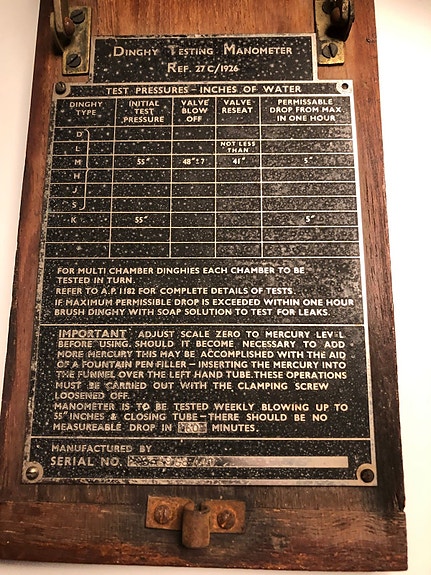 DINGHY TESTING MANOMETER
REF. 27 C/1926
TEST PRESSURES - INCHES OF WATER
DINGHY TYPE INITIAL TEST PRESSURE VALVE BLOW OFF VALVE RESEAT PERMISSABLE DROP FROM MAX. IN ONE HOUR
D
L NOT LESS THAN
M 55" 48" ± 7" 41" 5"
H
J
S
K 55" 5"
FOR MULTI CHAMBER DINGHIES EACH CHAMBER TO BE
TESTED IN TURN.
REFER TO A.P. 1182 FOR COMPLETE DETAILS OF TESTS
IF MAXIMUM PERMISSIBLE DROP IS EXCEEDED WITHIN ONE HOUR
BRUSH DINGHY WITH SOAP SOLUTION TO TEST FOR LEAKS.
IMPORTANT ADJUST SCALE ZERO TO MERCURY LEVEL
BEFORE USING. SHOULD IT BECOME NECESSARY TO ADD
MORE MERCURY THIS MAY BE ACCOMPLISHED WITH THE AID
OF A FOUNTAIN PEN FILLER - INSERTING THE MERCURY INTO
THE FUNNEL OVER THE LEFT HAND TUBE. THESE OPERATIONS
MUST BE CARRIED OUT WITH THE CLAMPING SCREW
LOOSENED OFF.
MANOMETER IS TO BE TESTED WEEKLY BLOWING UP TO
55" INCHES & CLOSING TUBE - THERE SHOULD BE NO
MEASUREABLE DROP IN MINUTES.
MANUFACTURED BY
SERIAL NO.